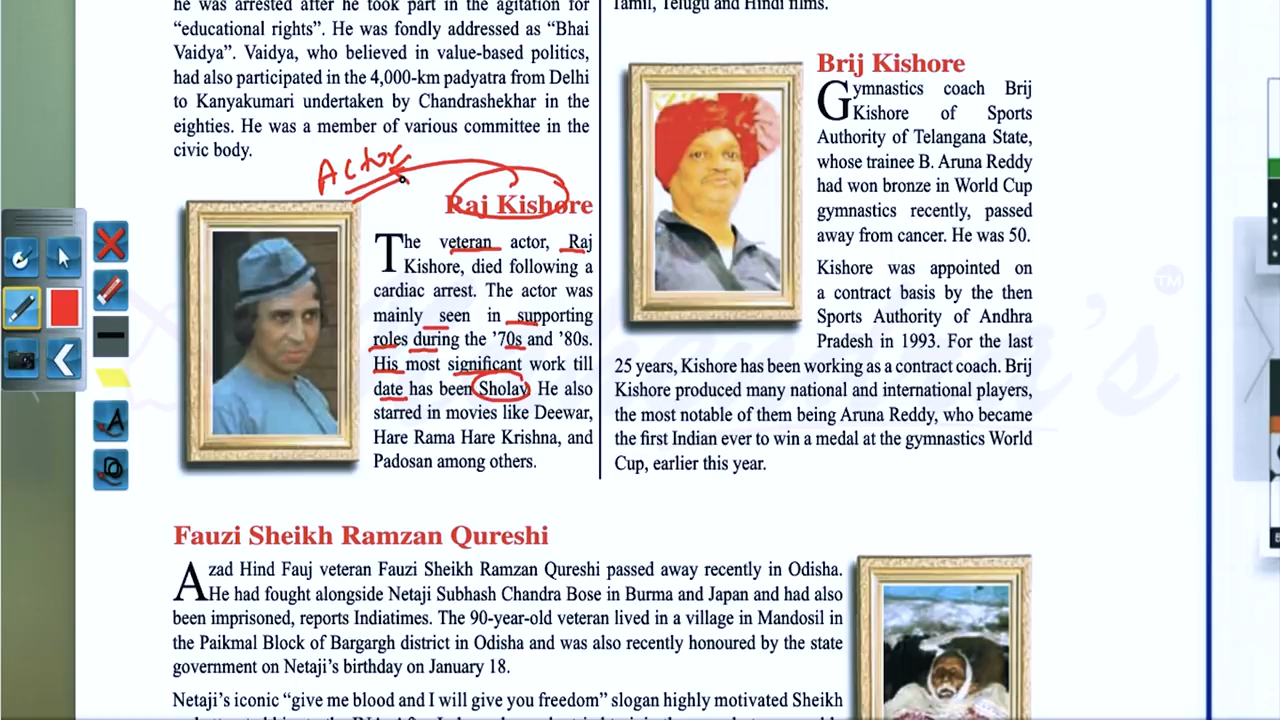 he was arrested after he took part in the agitation for
“educational rights”. He was fondly addressed as “Bhai
Vaidya”. Vaidya, who believed in value-based politics,
had also participated in the 4,000-km padyatra from Delhi
to Kanyakumari undertaken by Chandrashekhar in the
eighties. He was a member of various committee in the
civic body.
Actor
Raj Kishore
The veteran actor, Raj
Kishore, died following a
cardiac arrest. The actor was
mainly seen in supporting
roles during the ’70s and ’80s.
His most significant work till
date has been Sholay. He also
starred in movies like Deewar,
Hare Rama Hare Krishna, and
Padosan among others.
Tamil, Telugu and Hindi films.
Brij Kishore
Gymnastics coach Brij
Kishore of Sports
Authority of Telangana State,
whose trainee B. Aruna Reddy
had won bronze in World Cup
gymnastics recently, passed
away from cancer. He was 50.
Kishore was appointed on
a contract basis by the then
Sports Authority of Andhra
Pradesh in 1993. For the last
25 years, Kishore has been working as a contract coach. Brij
Kishore produced many national and international players,
the most notable of them being Aruna Reddy, who became
the first Indian ever to win a medal at the gymnastics World
Cup, earlier this year.
Fauzi Sheikh Ramzan Qureshi
Azad Hind Fauj veteran Fauzi Sheikh Ramzan Qureshi passed away recently in Odisha.
He had fought alongside Netaji Subhash Chandra Bose in Burma and Japan and had also
been imprisoned, reports Indiatimes. The 90-year-old veteran lived in a village in Mandosil in
the Paikmal Block of Bargargh district in Odisha and was also recently honoured by the state
government on Netaji’s birthday on January 18.
Netaji’s iconic “give me blood and I will give you freedom” slogan highly motivated Sheikh
TM